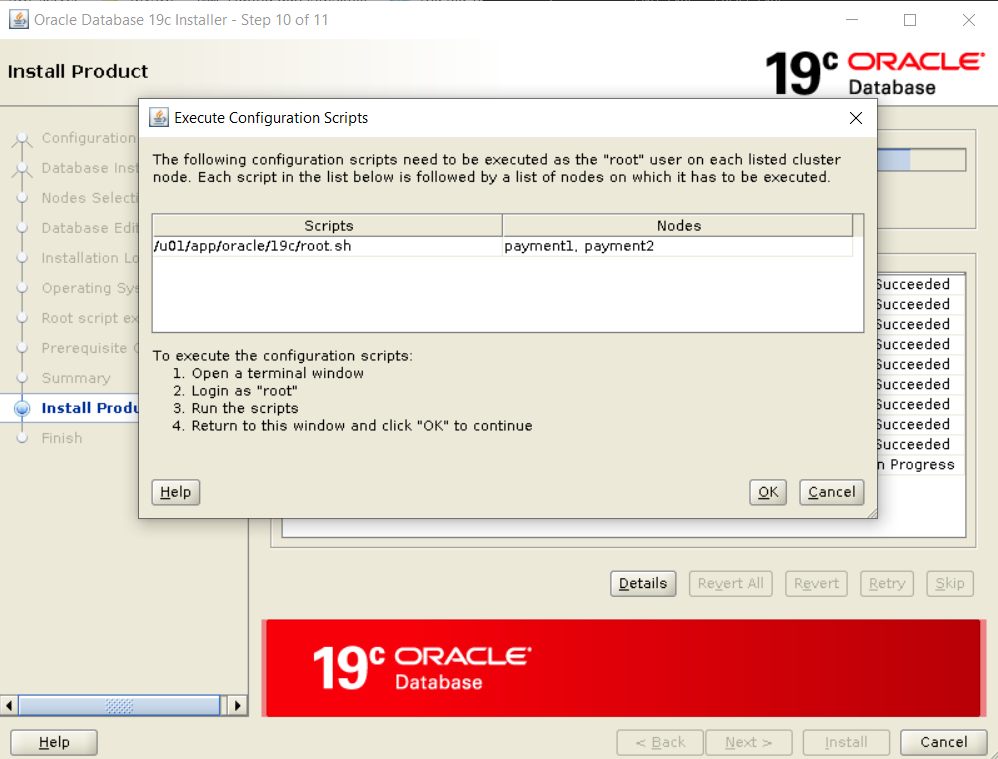 Oracle Database 19c Installer - Step 10 of 11
Install Product
19c ORACLE
Database
Execute Configuration Scripts
The following configuration scripts need to be executed as the "root" user on each listed cluster
node. Each script in the list below is followed by a list of nodes on which it has to be executed.
Scripts Nodes
/u01/app/oracle/19c/root.sh payment1, payment2
To execute the configuration scripts:
1. Open a terminal window
2. Login as "root"
3. Run the scripts
4. Return to this window and click "OK" to continue
Help OK Cancel
Configuration
Database Inst
Nodes Selecti
Database Edit
Installation Lo
Operating Sys
Root script ex
Prerequisite C
Summary
Install Produ
Finish
Succeeded
Succeeded
Succeeded
Succeeded
Succeeded
Succeeded
Succeeded
Succeeded
Succeeded
n Progress
Details Revert All Revert Retry Skip
19c ORACLE
Database
Help < Back Next > Install Cancel